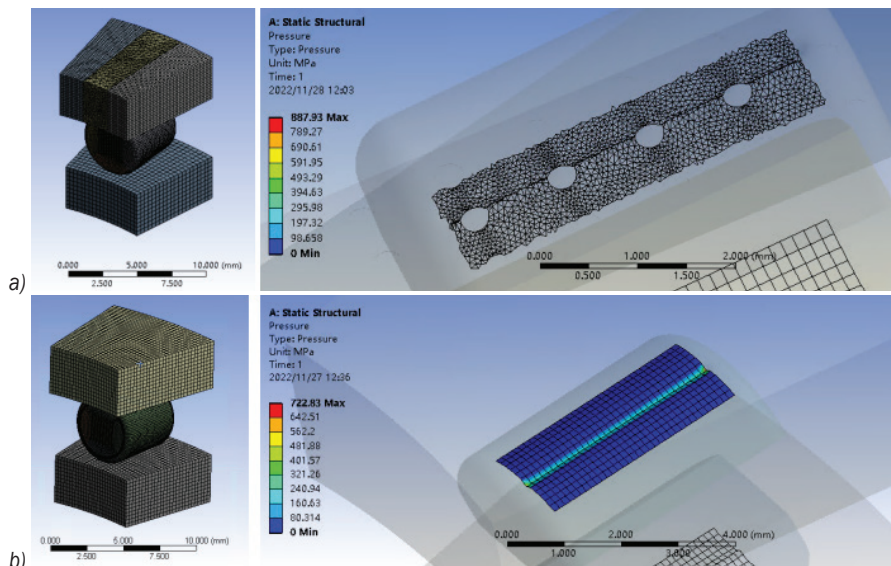 A: Static Structural
Pressure
Type: Pressure
Unit: MPa
Time: 1
2022/11/28 12:03
887.93 Max
789.27
690.61
591.95
493.29
394.63
295.98
197.32
98.658
0 Min
0.000 5.000 10.000 (mm)
2.500 7.500
0.000 1.000 2.000 (mm)
0.500 1.500
a)
A: Static Structural
Pressure
Type: Pressure
Unit: MPa
Time: 1
2022/11/27 12:36
722.83 Max
642.51
562.2
481.88
401.57
321.26
240.94
160.63
80.314
0 Min
0.000 5.000 10.000 (mm)
2.500 7.500
0.000 2.000 4.000 (mm)
1.000 3.000
b)